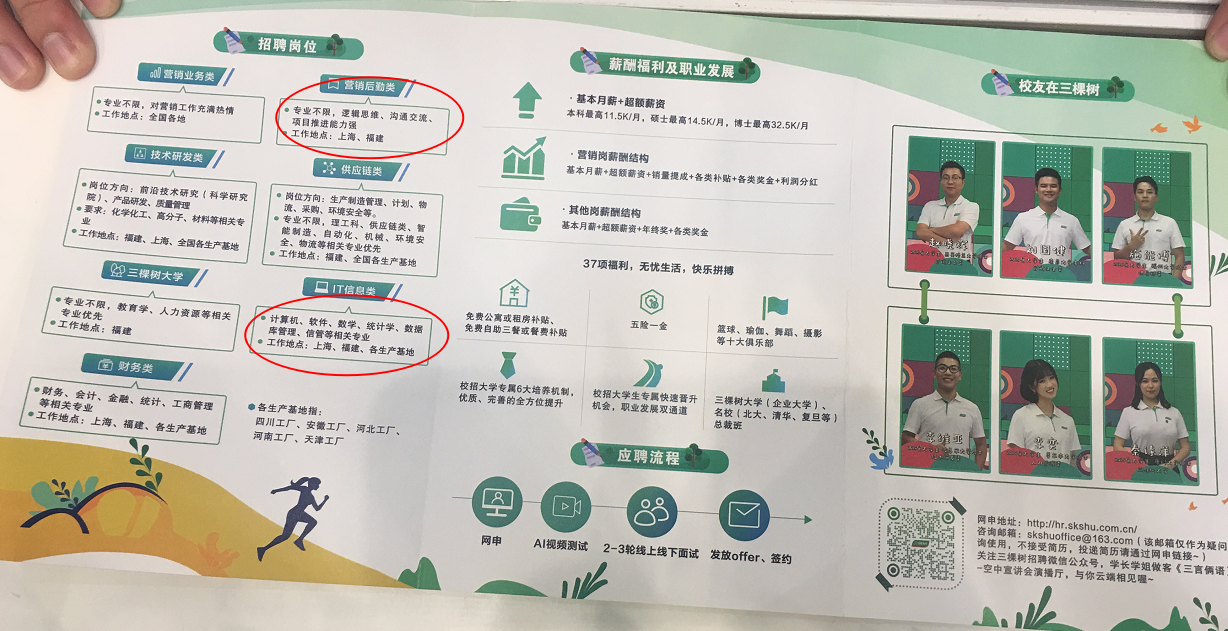 招聘岗位
营销业务类
专业不限，对营销工作充满热情
工作地点：全国各地
营销后勤类
专业不限，逻辑思维、沟通交流、
项目推进能力强
工作地点：上海、福建
技术研发类
岗位方向：前沿技术研究（科学研究
院）、产品研发、质量管理
要求：化学化工、高分子、材料等相关专
业
工作地点：福建、上海、全国各生产基地
供应链类
岗位方向：生产制造管理、计划、物
流、采购、环境安全等。
专业不限，理工科、供应链类、智
能制造、自动化、机械、环境安
全、物流等相关专业优先
工作地点：福建、全国各生产基地
三棵树大学
专业不限，教育学、人力资源等相关
专业优先
工作地点：福建
IT信息类
计算机、软件、数学、统计学、数据
库管理、信管等相关专业
工作地点：上海、福建、各生产基地
财务类
财务、会计、金融、统计、工商管理
等相关专业
工作地点：上海、福建、各生产基地
各生产基地指：
四川工厂、安徽工厂、河北工厂、
河南工厂、天津工厂
薪酬福利及职业发展
· 基本月薪+超额薪资
本科最高11.5K/月，硕士最高14.5K/月，博士最高32.5K/月
· 营销岗薪酬结构
基本月薪+超额薪资+销量提成+各类补贴+各类奖金+利润分红
· 其他岗薪酬结构
基本月薪+超额薪资+年终奖+各类奖金
37项福利，无忧生活，快乐拼搏
免费公寓或租房补贴、
免费自助三餐或餐费补贴
五险一金
篮球、瑜伽、舞蹈、摄影
等十大俱乐部
校招大学专属6大培养机制，
优质、完善的全方位提升
校招大学生专属快速晋升
机会，职业发展双通道
三棵树大学（企业大学）、
名校（北大、清华、复旦等）
总裁班
应聘流程
网申
AI视频测试
2-3轮线上线下面试
发放offer、签约
校友在三棵树
网申地址：http://hr.skshu.com.cn/
咨询邮箱：skshuoffice@163.com（该邮箱仅作为疑问
询使用，不接受简历，投递简历请通过网申链接~）
关注三棵树招聘微信公众号，学长学姐做客《三言俩语》
~空中宣讲会演播厅，与你云端相见喔~